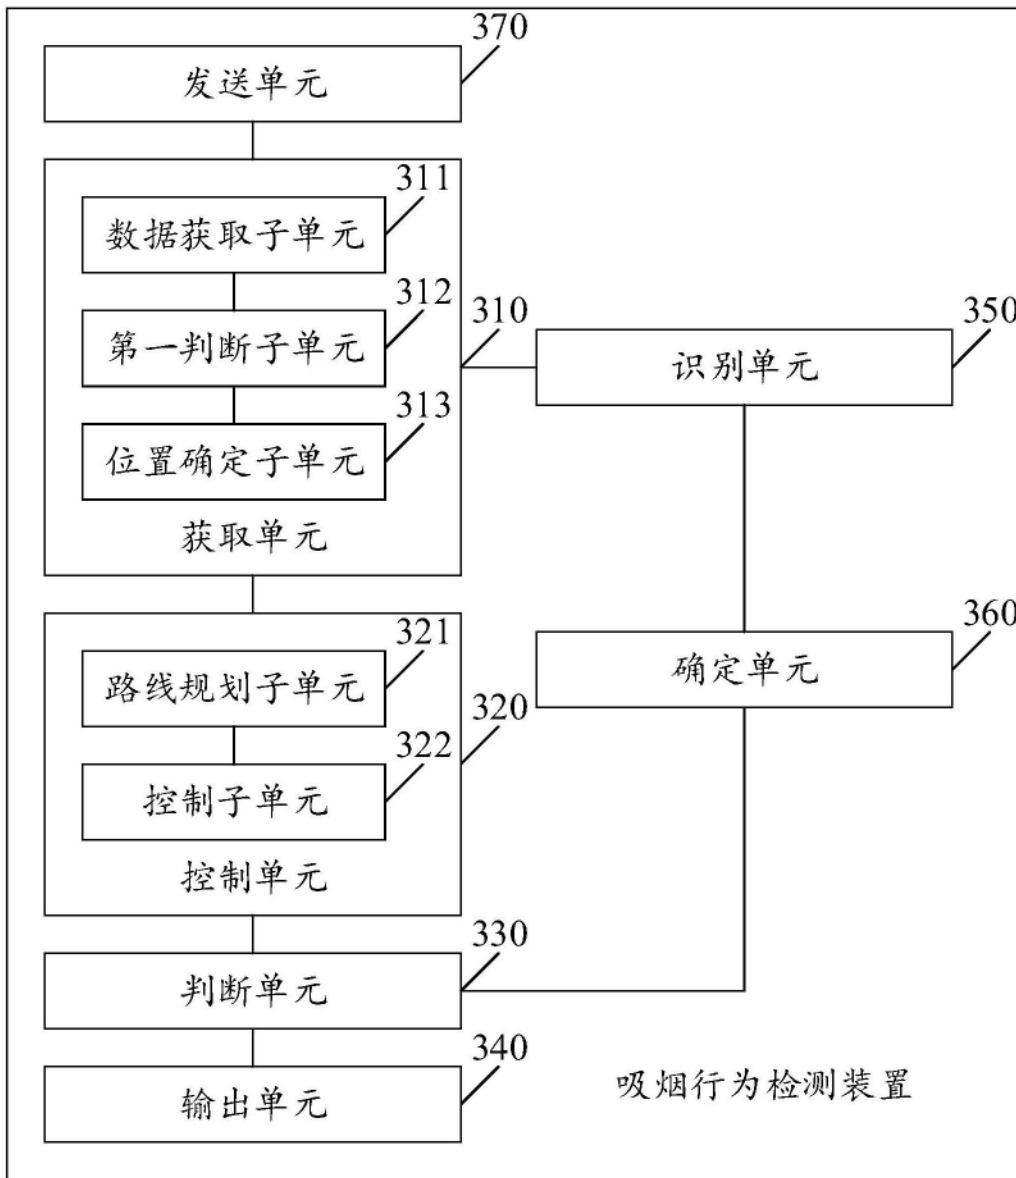 370
发送单元
311
数据获取子单元
312
第一判断子单元
313
位置确定子单元
获取单元
310
350
识别单元
321
路线规划子单元
322
控制子单元
控制单元
320
360
确定单元
330
判断单元
340
输出单元
吸烟行为检测装置